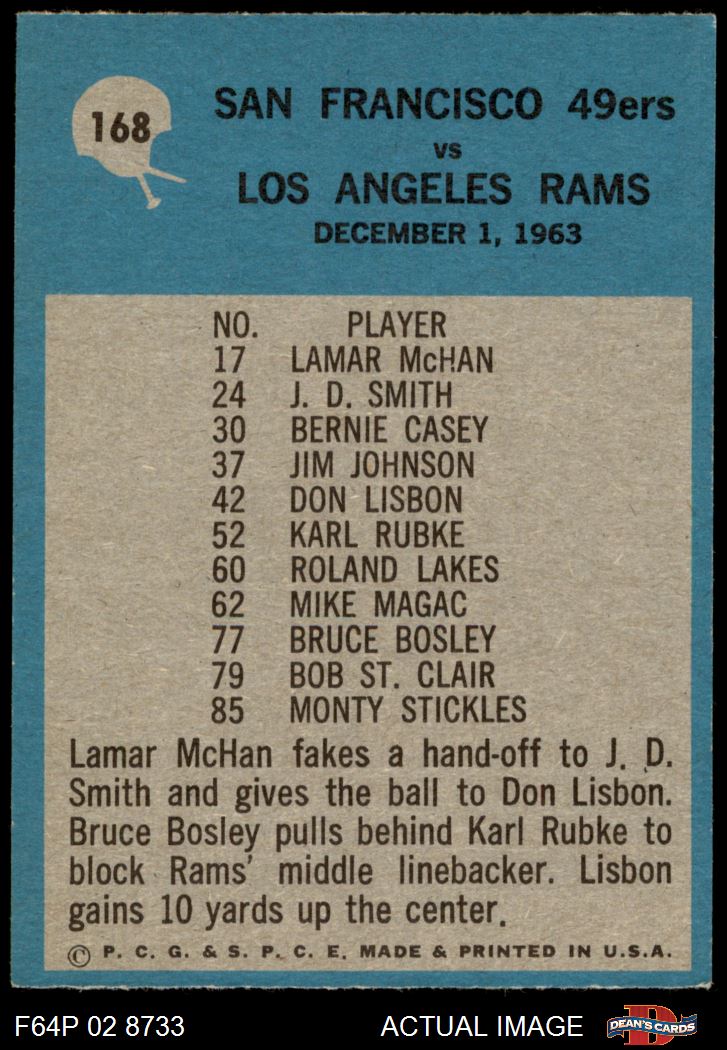 168
SAN FRANCISCO 49ers
vs
LOS ANGELES RAMS
DECEMBER 1, 1963
NO. PLAYER
17 LAMAR McHAN
24 J. D. SMITH
30 BERNIE CASEY
37 JIM JOHNSON
42 DON LISBON
52 KARL RUBKE
60 ROLAND LAKES
62 MIKE MAGAC
77 BRUCE BOSLEY
79 BOB ST. CLAIR
85 MONTY STICKLES
Lamar McHan fakes a hand-off to J. D.
Smith and gives the ball to Don Lisbon.
Bruce Bosley pulls behind Karl Rubke to
block Rams' middle linebacker. Lisbon
gains 10 yards up the center.
© P. C. G. & S. P. C. E. MADE & PRINTED IN U.S.A.
F64P 02 8733 ACTUAL IMAGE
D
DEAN'S CARDS